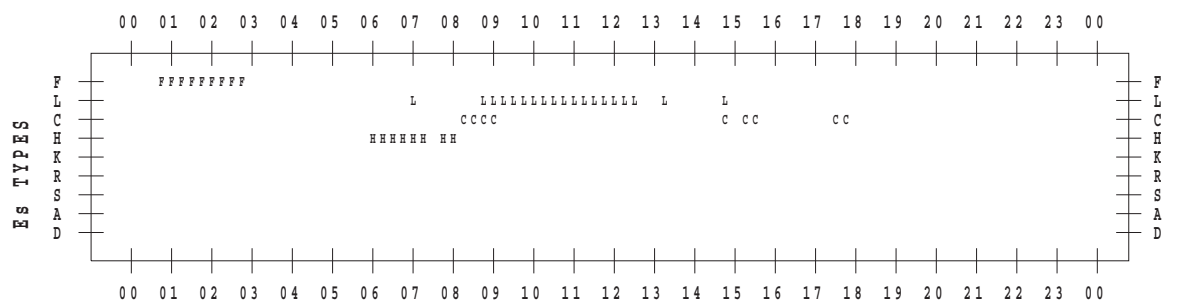 00 01 02 03 04 05 06 07 08 09 10 11 12 13 14 15 16 17 18 19 20 21 22 23 00
F FFFFFFFFF F
L L LLLLLLLLLLLLLLLL L L L
C CCCC C CC CC C
H HHHHHH HH H
K K
R R
S S
A A
D D
Es TYPES
00 01 02 03 04 05 06 07 08 09 10 11 12 13 14 15 16 17 18 19 20 21 22 23 00